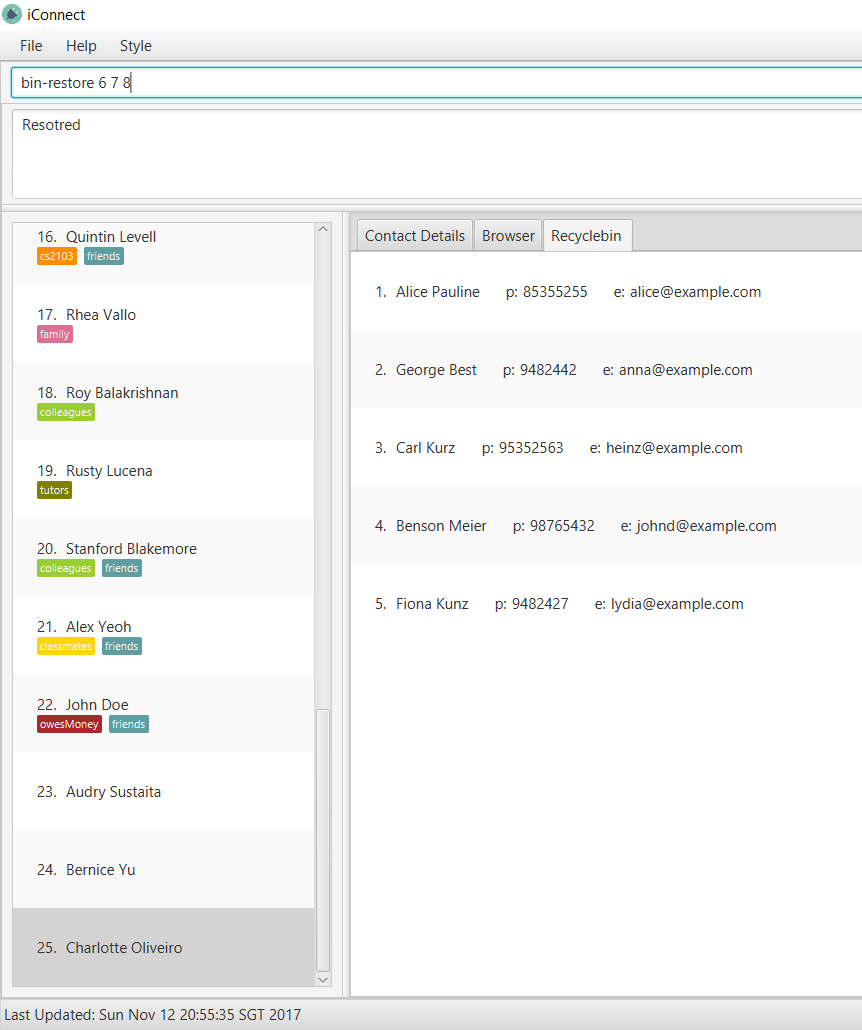 iConnect
File Help Style
bin-restore 6 7 8
Resotred
16. Quintin Levell
cs2103 friends
17. Rhea Vallo
family
18. Roy Balakrishnan
colleagues
19. Rusty Lucena
tutors
20. Stanford Blakemore
colleagues friends
21. Alex Yeoh
classmates friends
22. John Doe
owesMoney friends
23. Audry Sustaita
24. Bernice Yu
25. Charlotte Oliveiro
Contact Details Browser Recyclebin
1. Alice Pauline p: 85355255 e: alice@example.com
2. George Best p: 9482442 e: anna@example.com
3. Carl Kurz p: 95352563 e: heinz@example.com
4. Benson Meier p: 98765432 e: johnd@example.com
5. Fiona Kunz p: 9482427 e: lydia@example.com
Last Updated: Sun Nov 12 20:55:35 SGT 2017